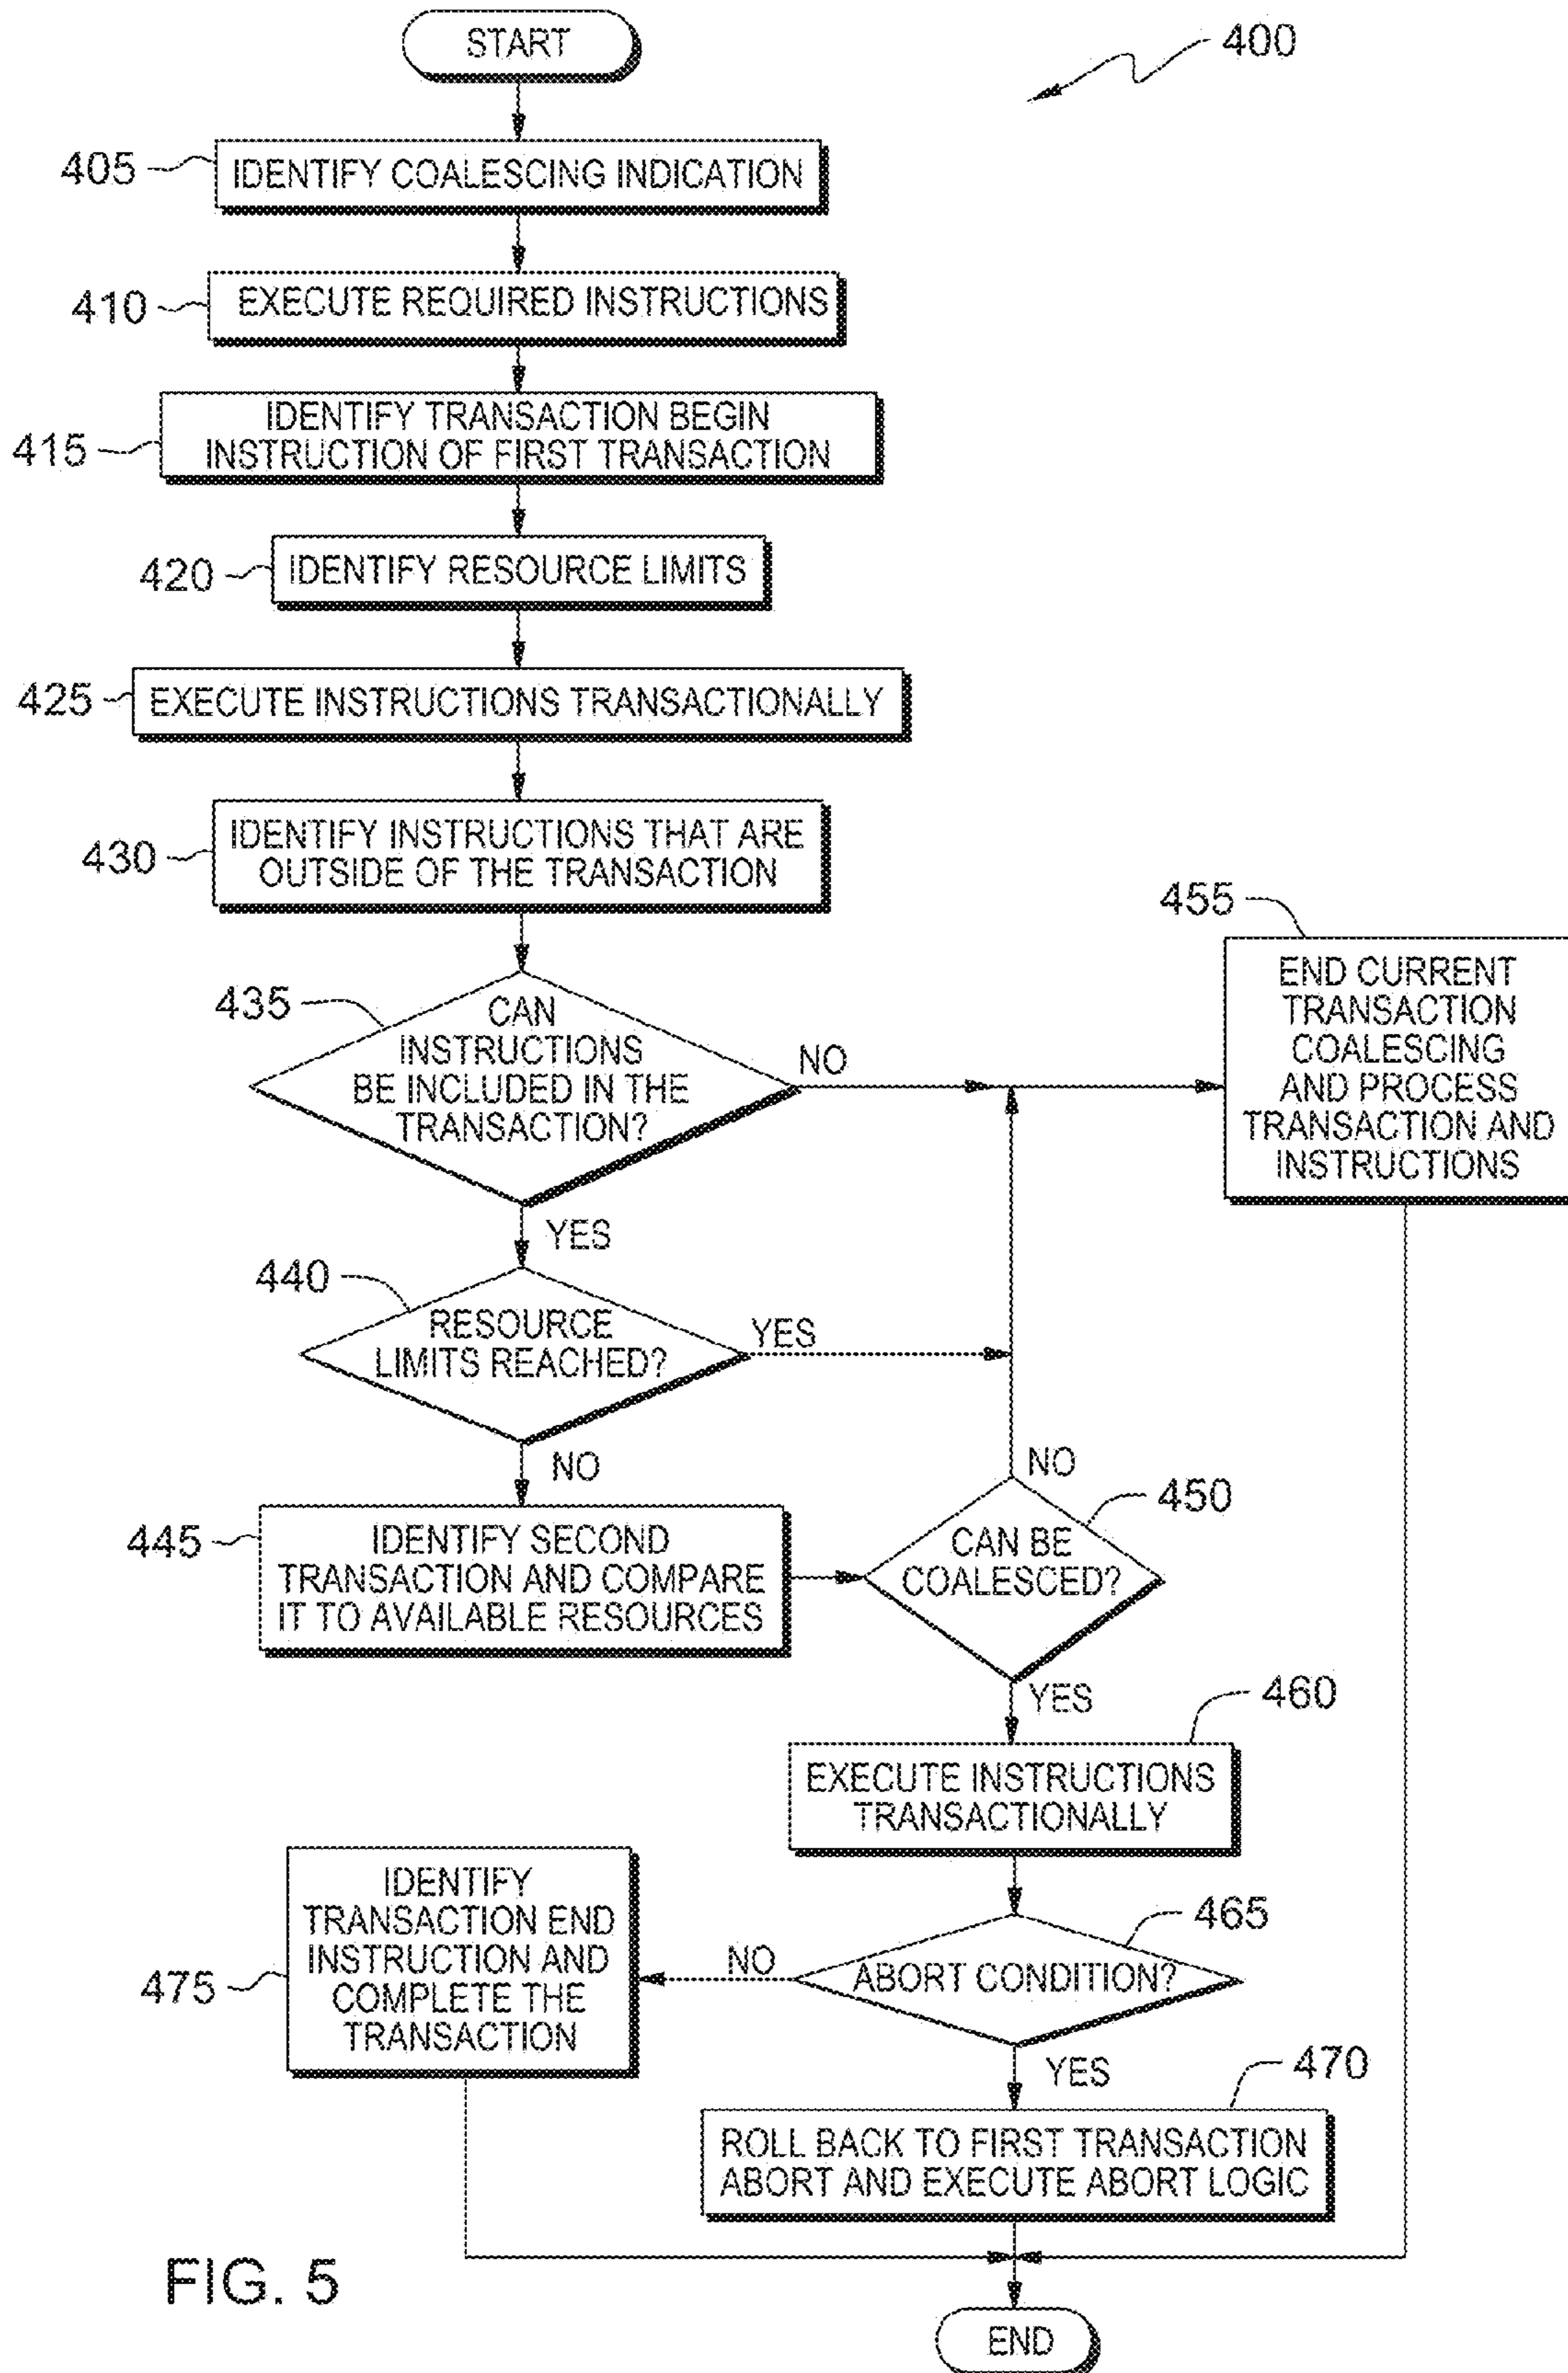 START
400
405
IDENTIFY COALESCING INDICATION
410
EXECUTE REQUIRED INSTRUCTIONS
415
IDENTIFY TRANSACTION BEGIN
INSTRUCTION OF FIRST TRANSACTION
420
IDENTIFY RESOURCE LIMITS
425
EXECUTE INSTRUCTIONS TRANSACTIONALLY
430
IDENTIFY INSTRUCTIONS THAT ARE
OUTSIDE OF THE TRANSACTION
435
CAN
INSTRUCTIONS
BE INCLUDED IN THE
TRANSACTION?
NO
455
END CURRENT
TRANSACTION
COALESCING
AND PROCESS
TRANSACTION AND
INSTRUCTIONS
YES
440
RESOURCE
LIMITS REACHED?
YES
NO
445
IDENTIFY SECOND
TRANSACTION AND COMPARE
IT TO AVAILABLE RESOURCES
NO
450
CAN BE
COALESCED?
YES
460
EXECUTE INSTRUCTIONS
TRANSACTIONALLY
465
ABORT CONDITION?
NO
475
IDENTIFY
TRANSACTION END
INSTRUCTION AND
COMPLETE THE
TRANSACTION
YES
470
ROLL BACK TO FIRST TRANSACTION
ABORT AND EXECUTE ABORT LOGIC
FIG. 5
END